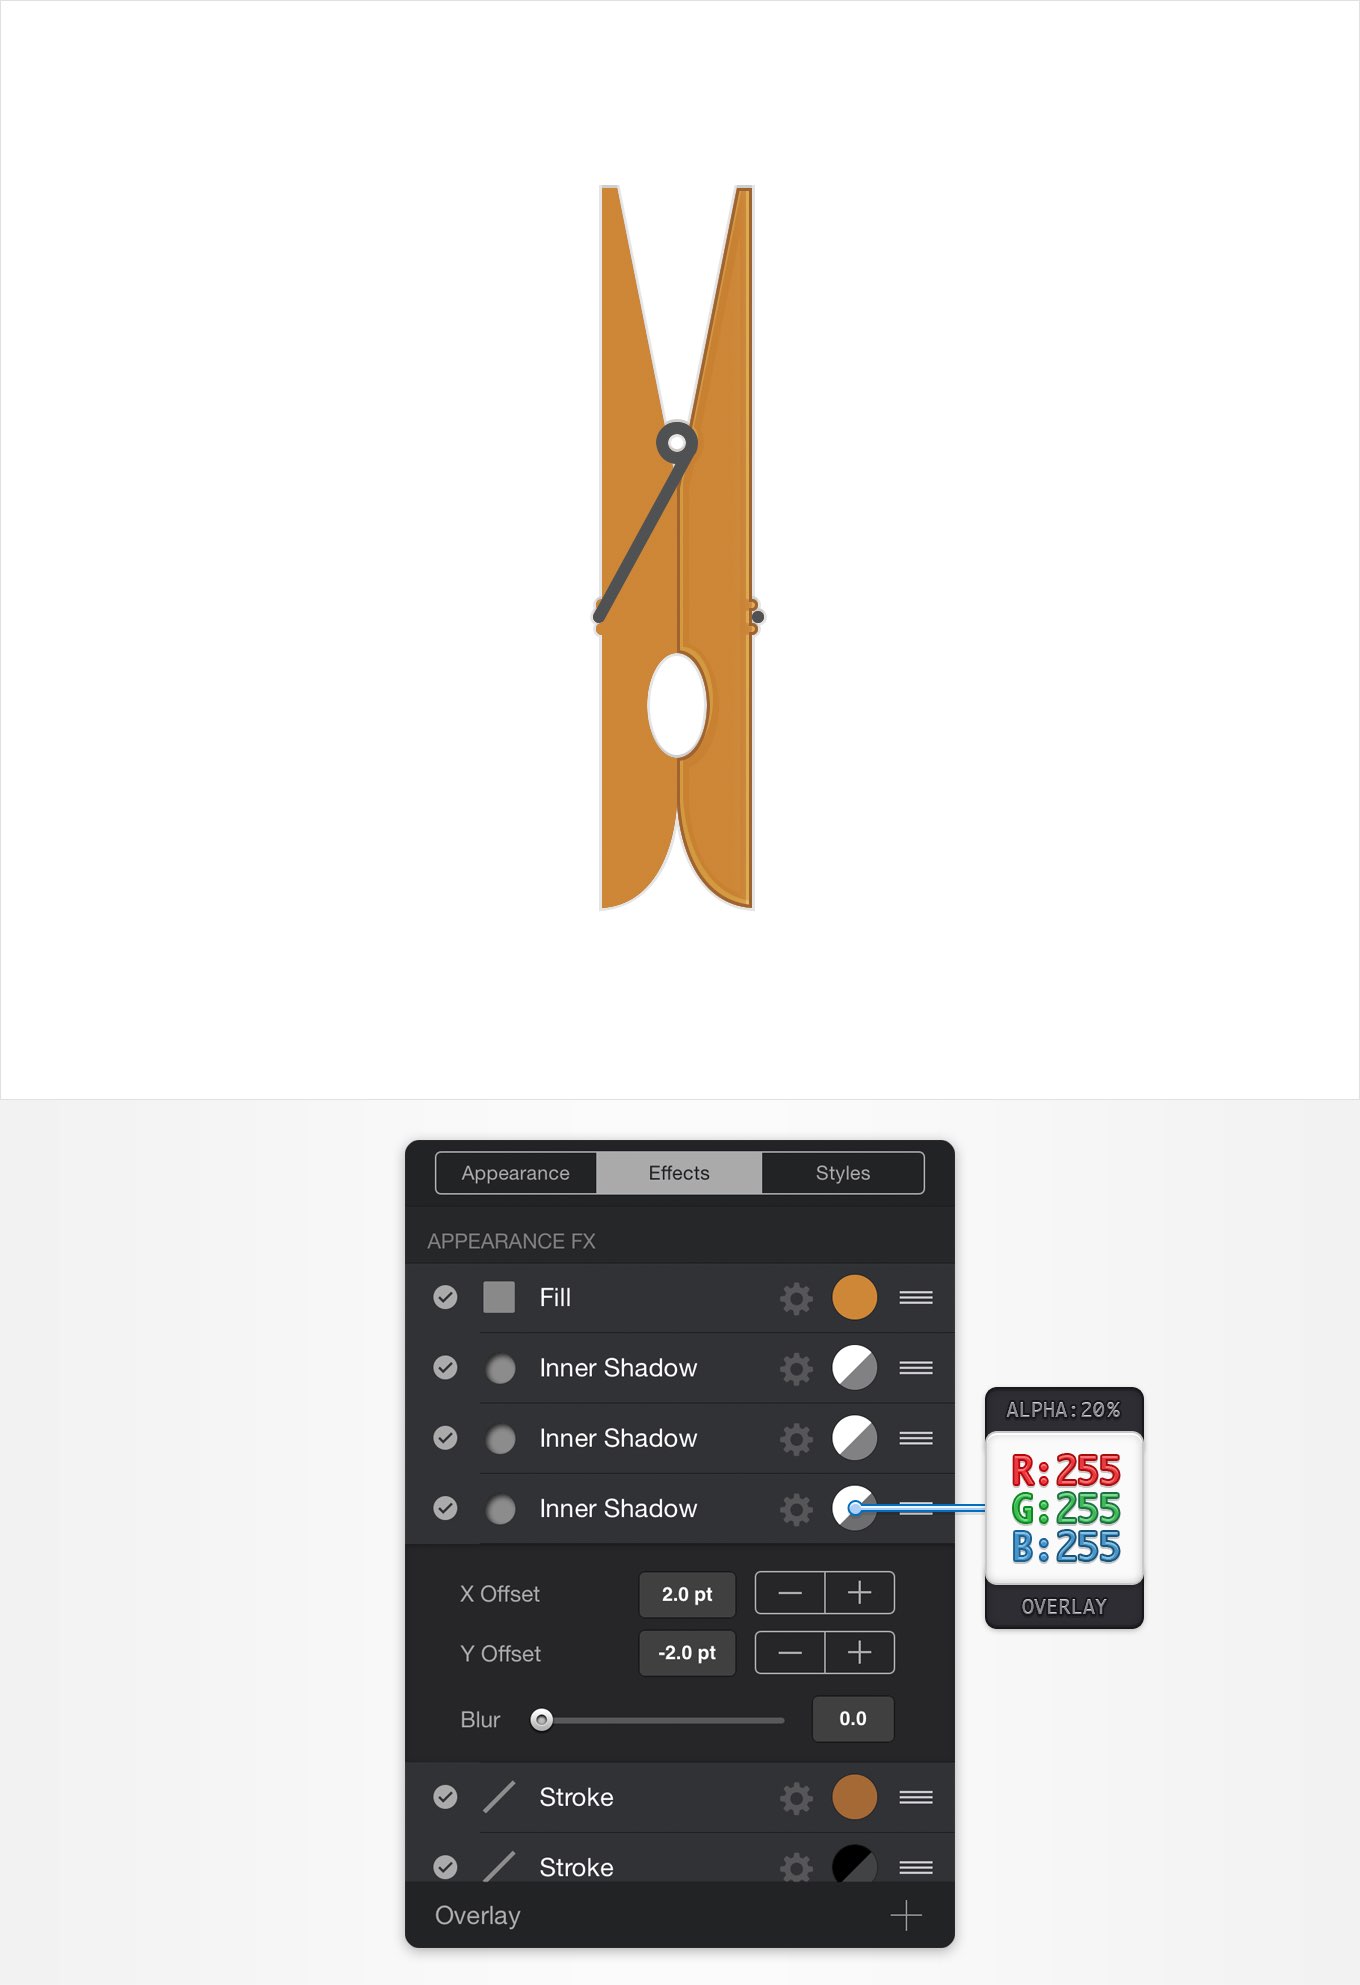 Appearance Effects Styles
APPEARANCE FX
Fill
Inner Shadow
Inner Shadow
Inner Shadow
ALPHA:20%
R:255
G:255
B:255
OVERLAY
X Offset 2.0 pt
Y Offset -2.0 pt
Blur 0.0
Stroke
Stroke
Overlay